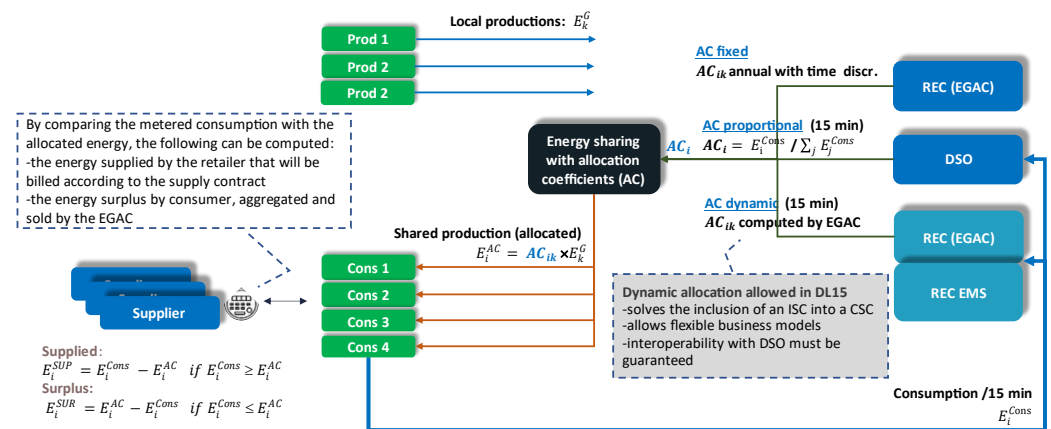 Local productions: E_k^G
Prod 1
Prod 2
Prod 2
AC fixed
AC_ik annual with time discr.
REC (EGAC)
By comparing the metered consumption with the
allocated energy, the following can be computed:
-the energy supplied by the retailer that will be
billed according to the supply contract
-the energy surplus by consumer, aggregated and
sold by the EGAC
Energy sharing
with allocation
coefficients (AC)
AC_i
AC proportional (15 min)
AC_i = E_i^Cons / ∑_j E_j^Cons
DSO
AC dynamic (15 min)
AC_ik computed by EGAC
REC (EGAC)
REC EMS
Shared production (allocated)
E_i^AC = AC_ik × E_k^G
Cons 1
Cons 2
Cons 3
Cons 4
Supplier
Dynamic allocation allowed in DL15
-solves the inclusion of an ISC into a CSC
-allows flexible business models
-interoperability with DSO must be
guaranteed
Supplied:
E_i^SUP = E_i^Cons − E_i^AC if E_i^Cons ≥ E_i^AC
Surplus:
E_i^SUR = E_i^AC − E_i^Cons if E_i^Cons ≤ E_i^AC
Consumption /15 min
E_i^Cons